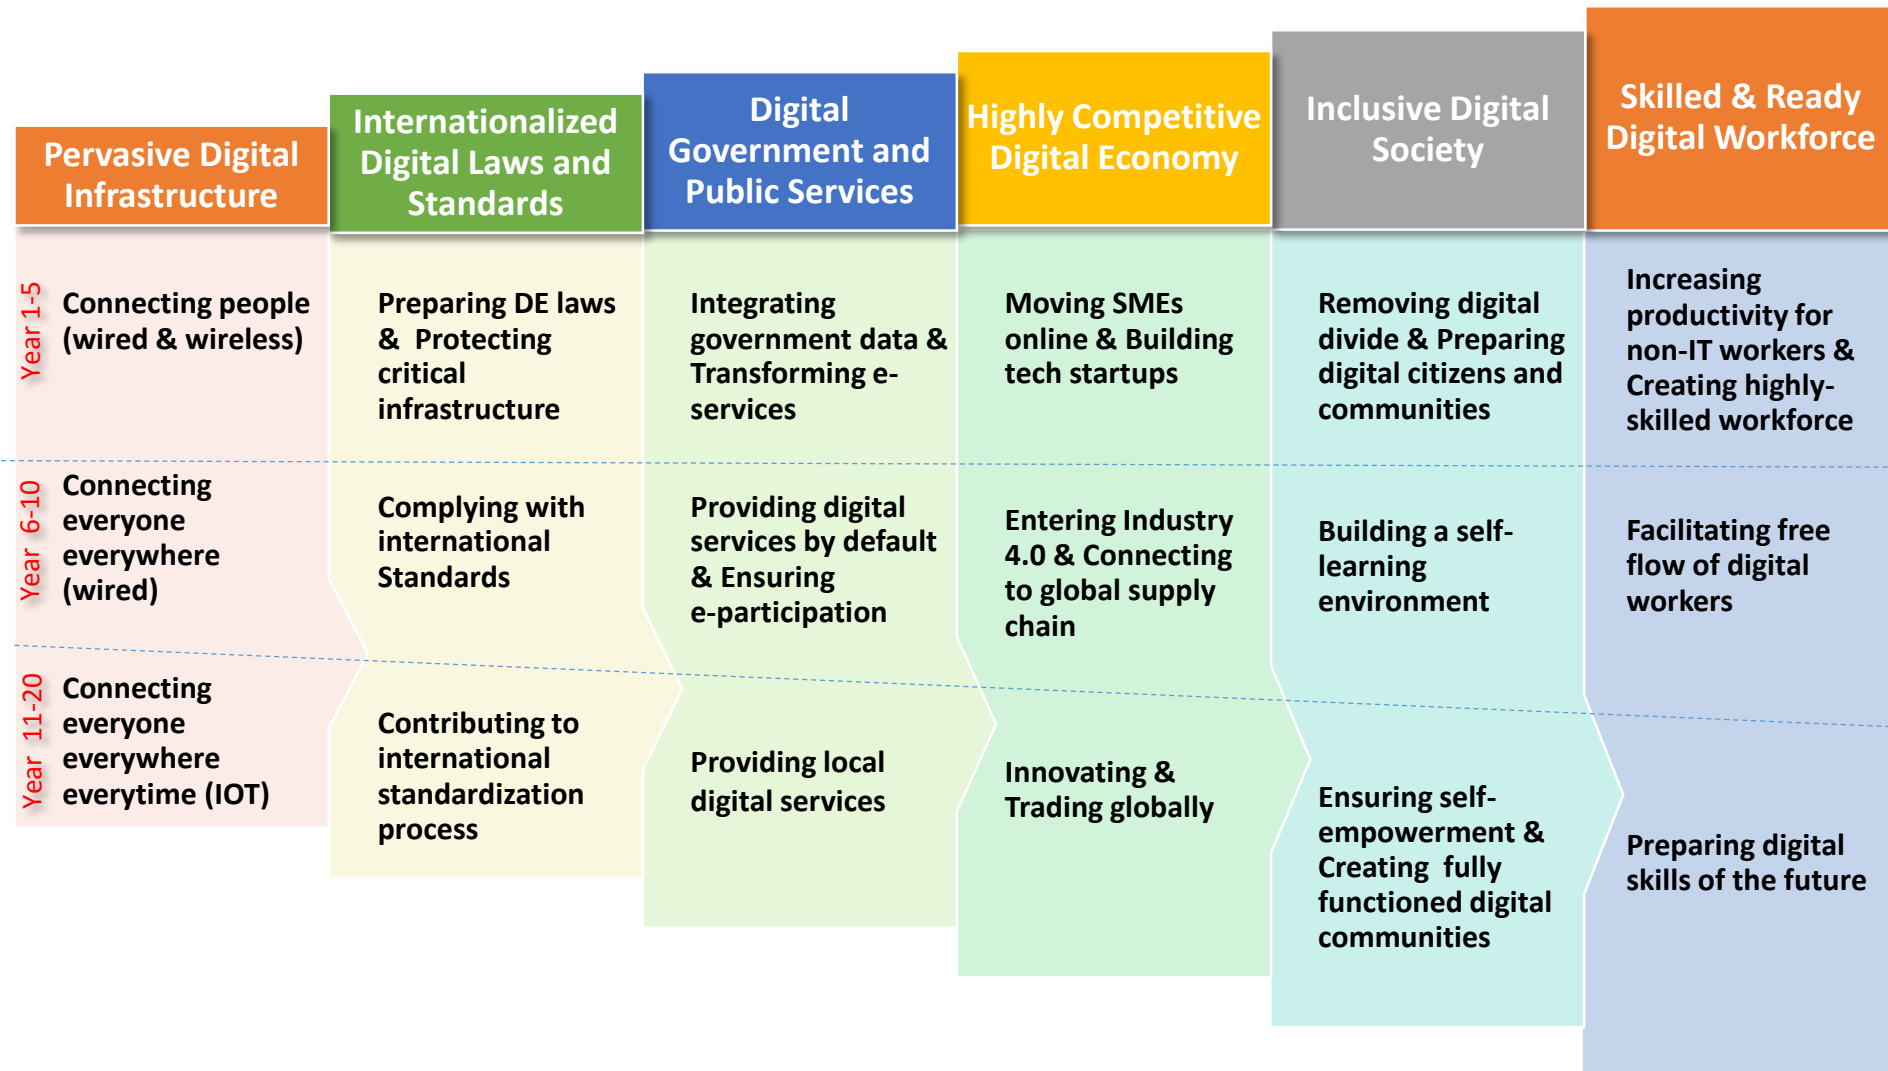 Pervasive Digital
Infrastructure
Internationalized
Digital Laws and
Standards
Digital
Government and
Public Services
Highly Competitive
Digital Economy
Inclusive Digital
Society
Skilled & Ready
Digital Workforce
Year 1-5
Connecting people
(wired & wireless)
Preparing DE laws
& Protecting
critical
infrastructure
Integrating
government data &
Transforming e-
services
Moving SMEs
online & Building
tech startups
Removing digital
divide & Preparing
digital citizens and
communities
Increasing
productivity for
non-IT workers &
Creating highly-
skilled workforce
Year 6-10
Connecting
everyone
everywhere
(wired)
Complying with
international
Standards
Providing digital
services by default
& Ensuring
e-participation
Entering Industry
4.0 & Connecting
to global supply
chain
Building a self-
learning
environment
Facilitating free
flow of digital
workers
Year 11-20
Connecting
everyone
everywhere
everytime (IOT)
Contributing to
international
standardization
process
Providing local
digital services
Innovating &
Trading globally
Ensuring self-
empowerment &
Creating fully
functioned digital
communities
Preparing digital
skills of the future